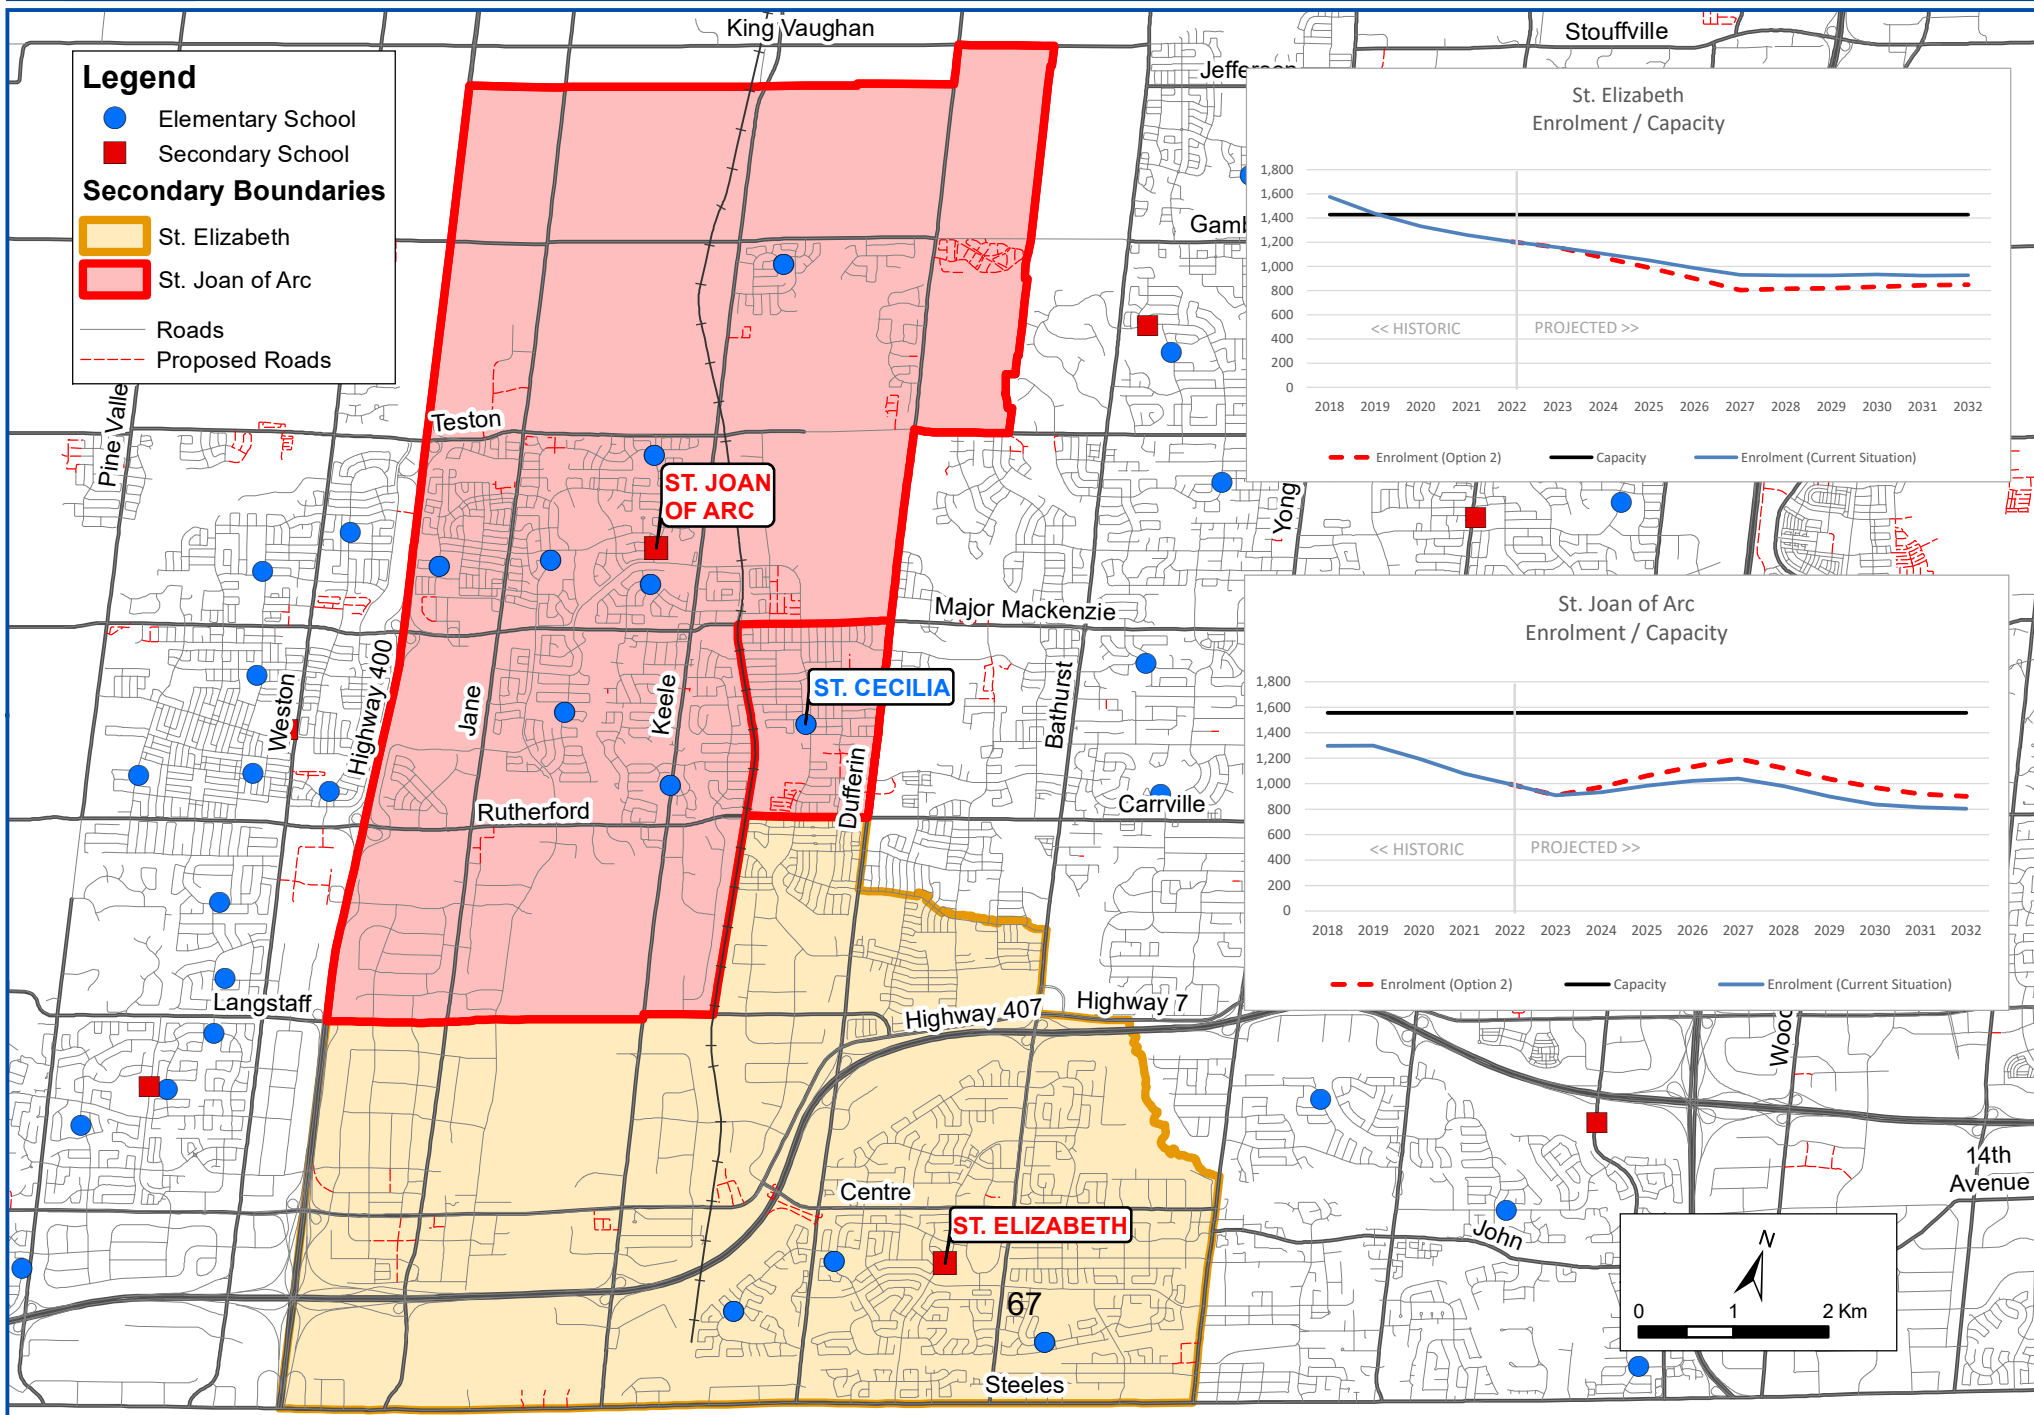 King Vaughan
Stouffville
Legend
Elementary School
Secondary School
Secondary Boundaries
St. Elizabeth
St. Joan of Arc
Roads
Proposed Roads
Jefferson
St. Elizabeth
Enrolment / Capacity
1,800
1,600
1,400
1,200
1,000
800
600
400
200
0
<< HISTORIC
PROJECTED >>
2018 2019 2020 2021 2022 2023 2024 2025 2026 2027 2028 2029 2030 2031 2032
Enrolment (Option 2)
Capacity
Enrolment (Current Situation)
Gamb
Pine Valle
Teston
Yong
ST. JOAN
OF ARC
Major Mackenzie
St. Joan of Arc
Enrolment / Capacity
1,800
1,600
1,400
1,200
1,000
800
600
400
200
0
<< HISTORIC
PROJECTED >>
2018 2019 2020 2021 2022 2023 2024 2025 2026 2027 2028 2029 2030 2031 2032
Enrolment (Option 2)
Capacity
Enrolment (Current Situation)
Weston
Highway 400
Jane
Keele
ST. CECILIA
Dufferin
Bathurst
Rutherford
Carrville
Langstaff
Highway 407
Highway 7
Wood
Centre
ST. ELIZABETH
John
14th
Avenue
67
Steeles
N
0 1 2 Km